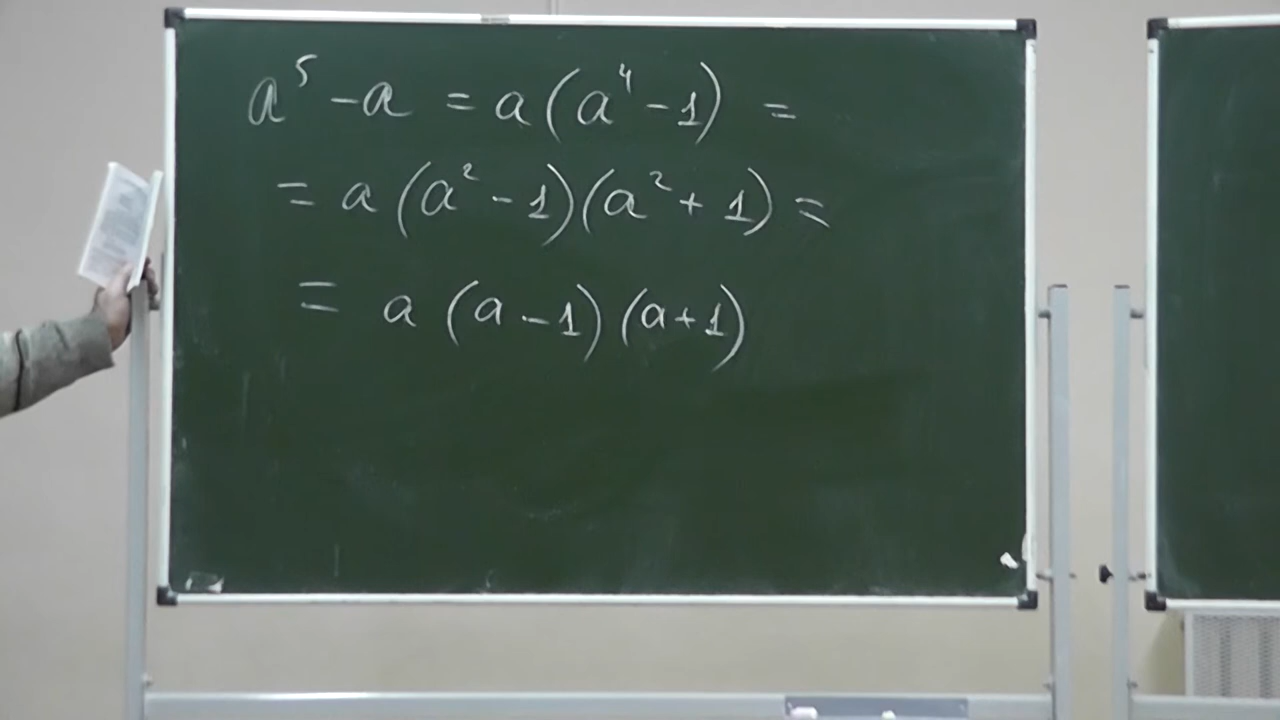 a⁵ - a = a(a⁴ - 1) =
= a(a² - 1)(a² + 1) =
= a(a - 1)(a + 1)